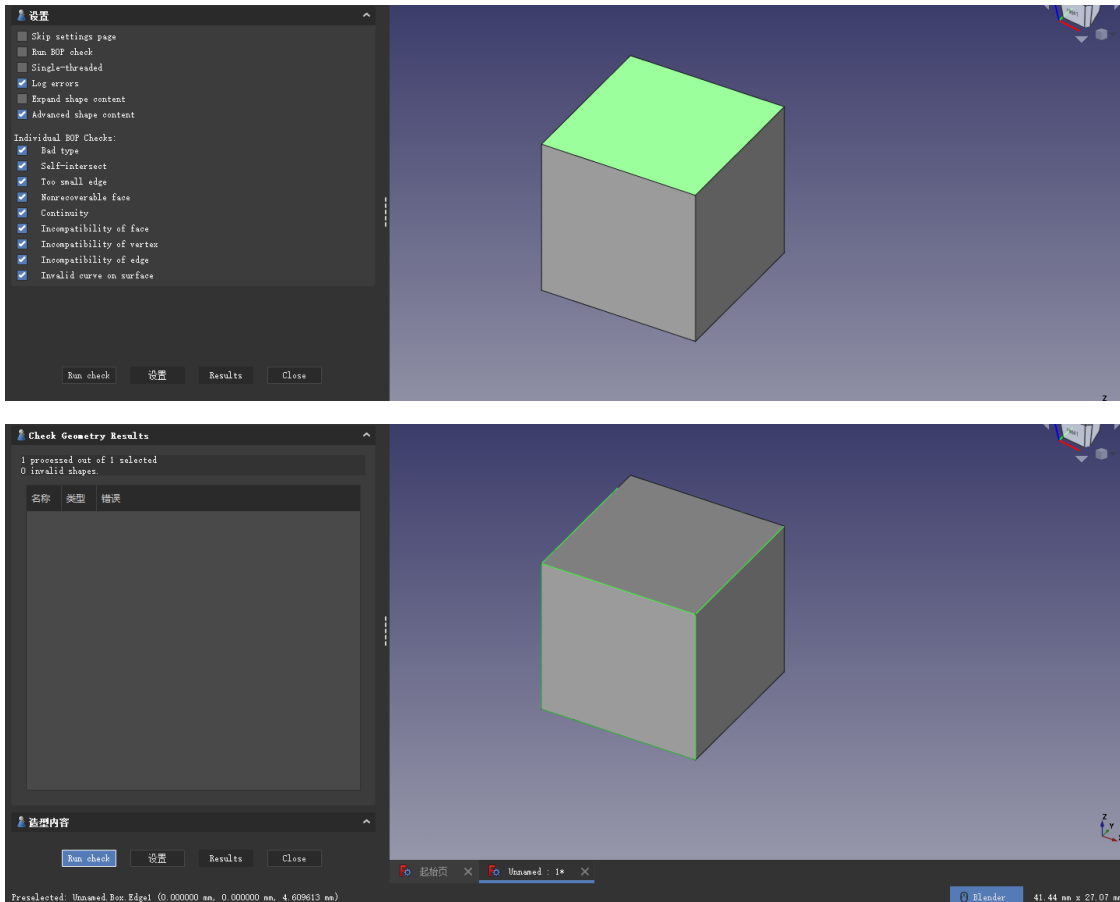 设置
Skip settings page
Run BOP check
Single-threaded
Log errors
Expand shape content
Advanced shape content
Individual BOP Checks:
Bad type
Self-intersect
Too small edge
Nonrecoverable face
Continuity
Incompatibility of face
Incompatibility of vertex
Incompatibility of edge
Invalid curve on surface
Run check 设置 Results Close
Z
Check Geometry Results
1 processed out of 1 selected
0 invalid shapes.
名称 类型 错误
造型内容
Z
Y
Run check 设置 Results Close
起始页 Unnamed : 1*
Preselected: Unnamed.Box.Edge1 (0.000000 mm, 0.000000 mm, 4.609613 mm) Blender 41.44 mm x 27.07